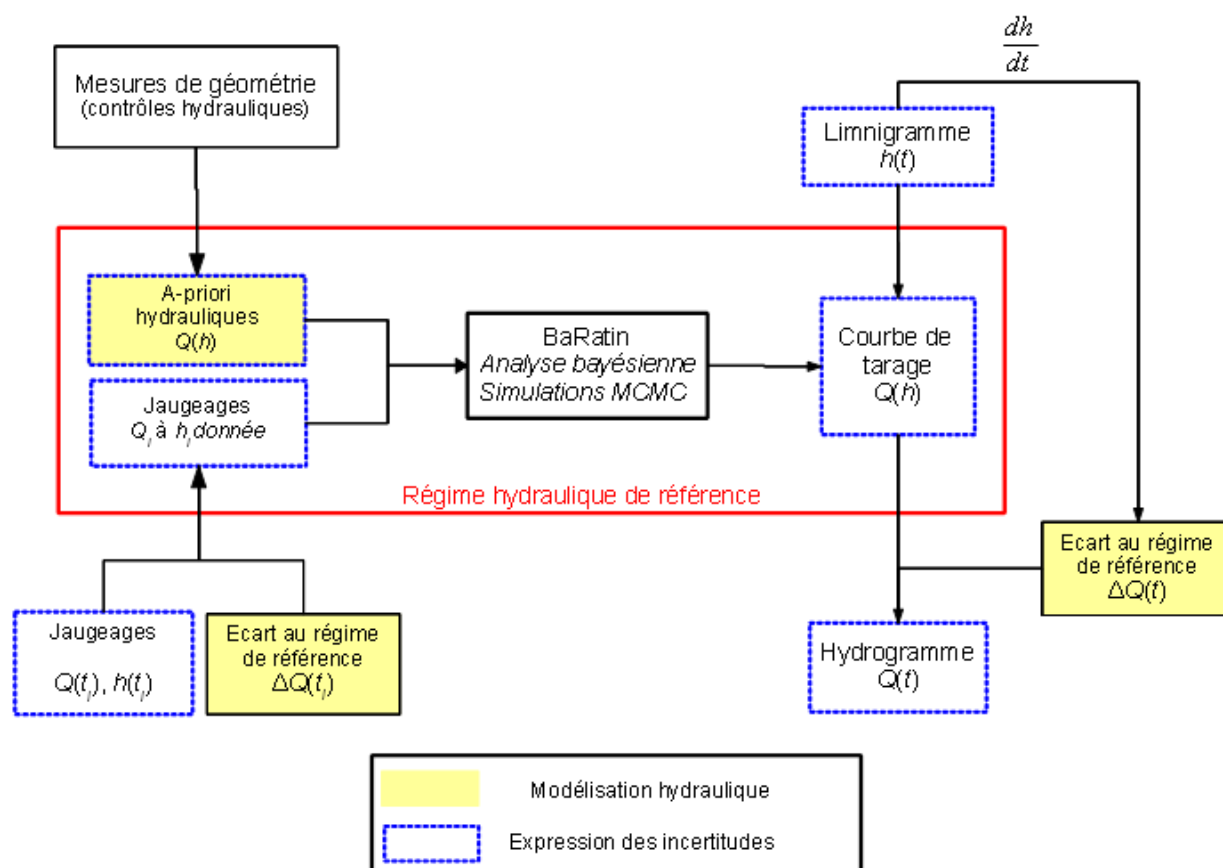 Mesures de géométrie
(contrôles hydrauliques)
dh
dt
Limnigramme
h(t)
A-priori
hydrauliques
Q(h)
Jaugeages
Qi à hi donnée
BaRatin
Analyse bayésienne
Simulations MCMC
Courbe de
tarage
Q(h)
Régime hydraulique de référence
Jaugeages
Q(ti), h(ti)
Ecart au régime
de référence
ΔQ(ti)
Ecart au régime
de référence
ΔQ(t)
Hydrogramme
Q(t)
Modélisation hydraulique
Expression des incertitudes